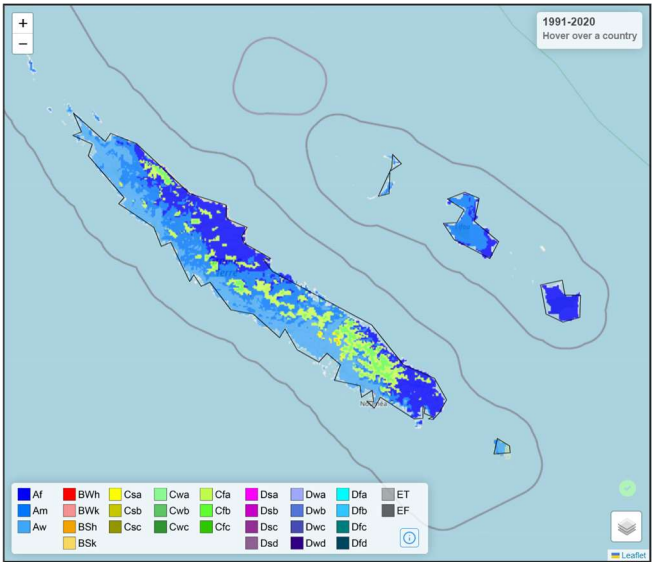 +
−
1991-2020
Hover over a country
Af BWh Csa Cwa Cfa Dsa Dwa Dfa ET
Am BWk Csb Cwb Cfb Dsb Dwb Dfb EF
Aw BSh Csc Cwc Cfc Dsc Dwc Dfc
BSk Dsd Dwd Dfd
Leaflet